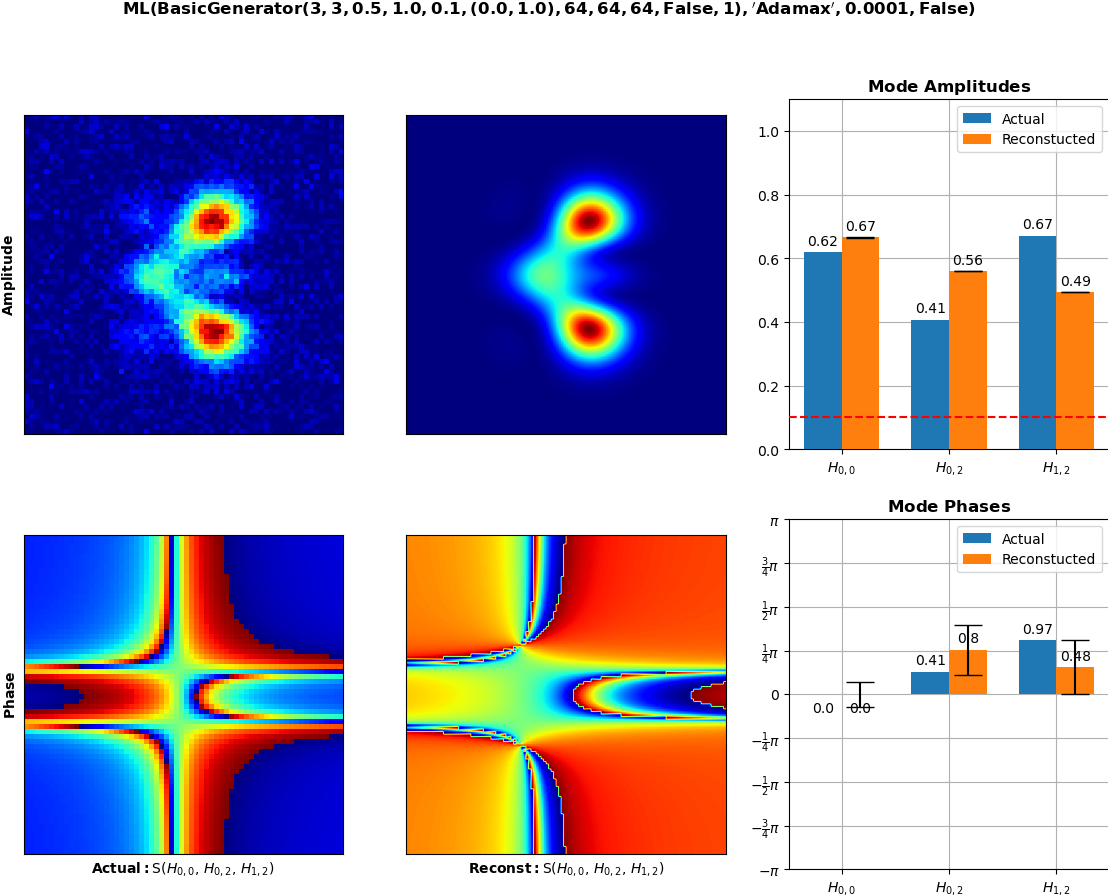 ML(BasicGenerator(3, 3, 0.5, 1.0, 0.1, (0.0, 1.0), 64, 64, 64, False, 1), 'Adamax', 0.0001, False)
Amplitude
Mode Amplitudes
Actual
Reconstucted
1.0
0.8
0.6
0.4
0.2
0.0
0.62
0.67
0.41
0.56
0.67
0.49
H0,0
H0,2
H1,2
Phase
Actual: S(H0,0, H0,2, H1,2)
Reconst: S(H0,0, H0,2, H1,2)
Mode Phases
Actual
Reconstucted
π
3/4π
1/2π
1/4π
0
−1/4π
−1/2π
−3/4π
−π
0.0
0.0
0.41
0.8
0.97
0.48
H0,0
H0,2
H1,2